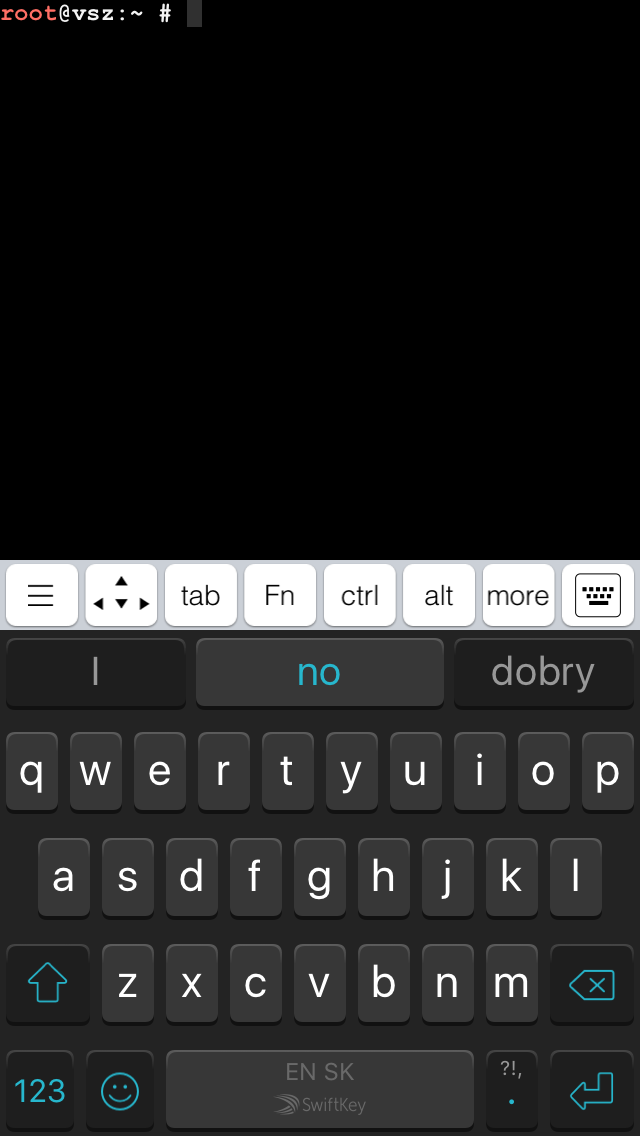 root@vsz:~ #
tab Fn ctrl alt more
I no dobry
q w e r t y u i o p
a s d f g h j k l
z x c v b n m
?!,
123 EN SK .
SwiftKey